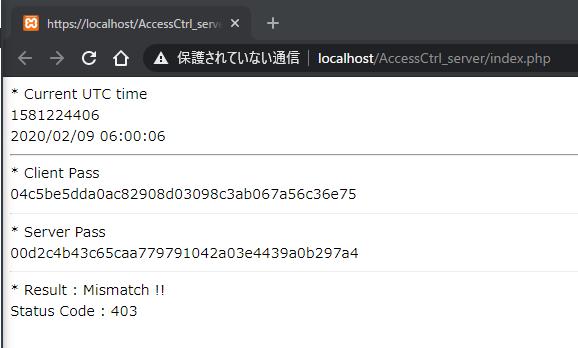 https://localhost/AccessCtrl_serve
保護されていない通信 localhost/AccessCtrl_server/index.php
* Current UTC time
1581224406
2020/02/09 06:00:06
* Client Pass
04c5be5dda0ac82908d03098c3ab067a56c36e75
* Server Pass
00d2c4b43c65caa779791042a03e4439a0b297a4
* Result : Mismatch !!
Status Code : 403